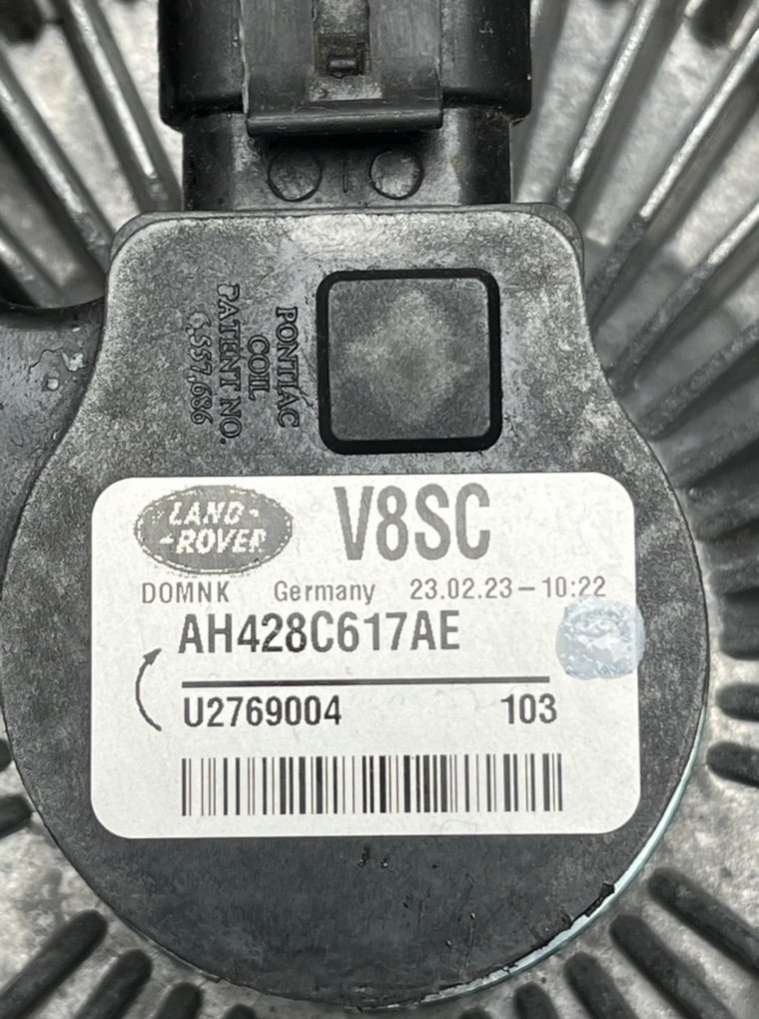 PONTIAC
COIL
PATENT NO.
6,557,686
LAND-
-ROVER
V8SC
DOMNK Germany 23.02.23-10:22
AH428C617AE
U2769004 103